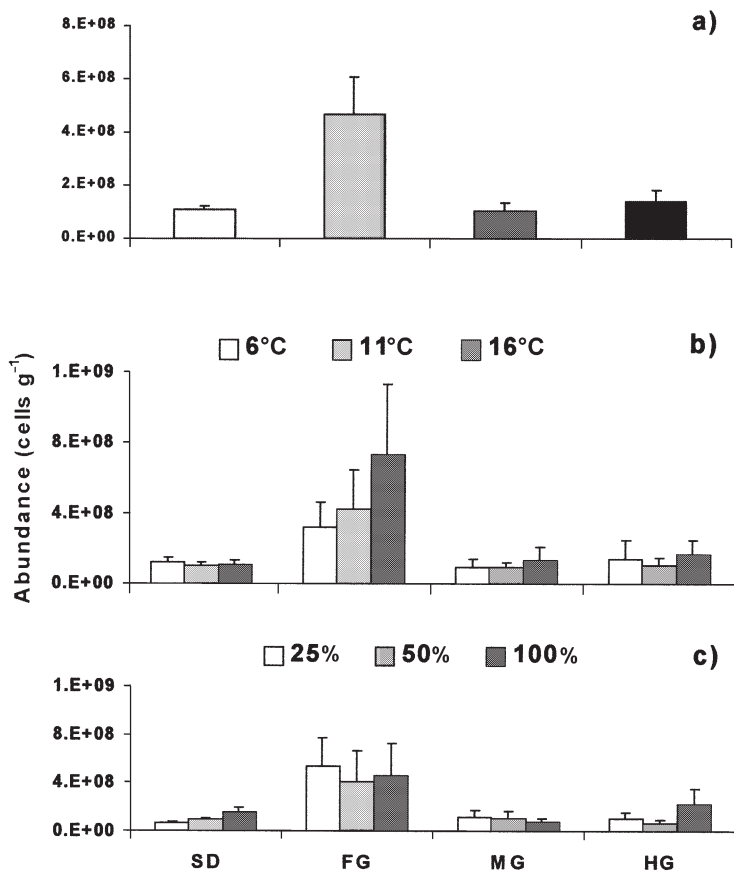 a)
8.E+08
6.E+08
4.E+08
2.E+08
0.E+00
6°C 11°C 16°C b)
1.E+09
8.E+08
4.E+08
0.E+00
Abundance (cells g⁻¹)
25% 50% 100% c)
1.E+09
8.E+08
4.E+08
0.E+00
SD FG MG HG